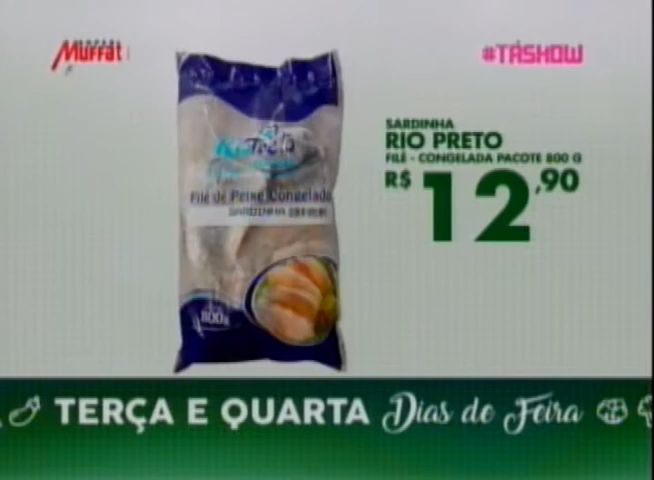 Muffato
#TÁSHOW
SARDINHA
RIO PRETO
FILÉ - CONGELADA PACOTE 800 G
R$ 12,90
Filé de Peixe Congelado
800g
TERÇA E QUARTA Dias de Feira